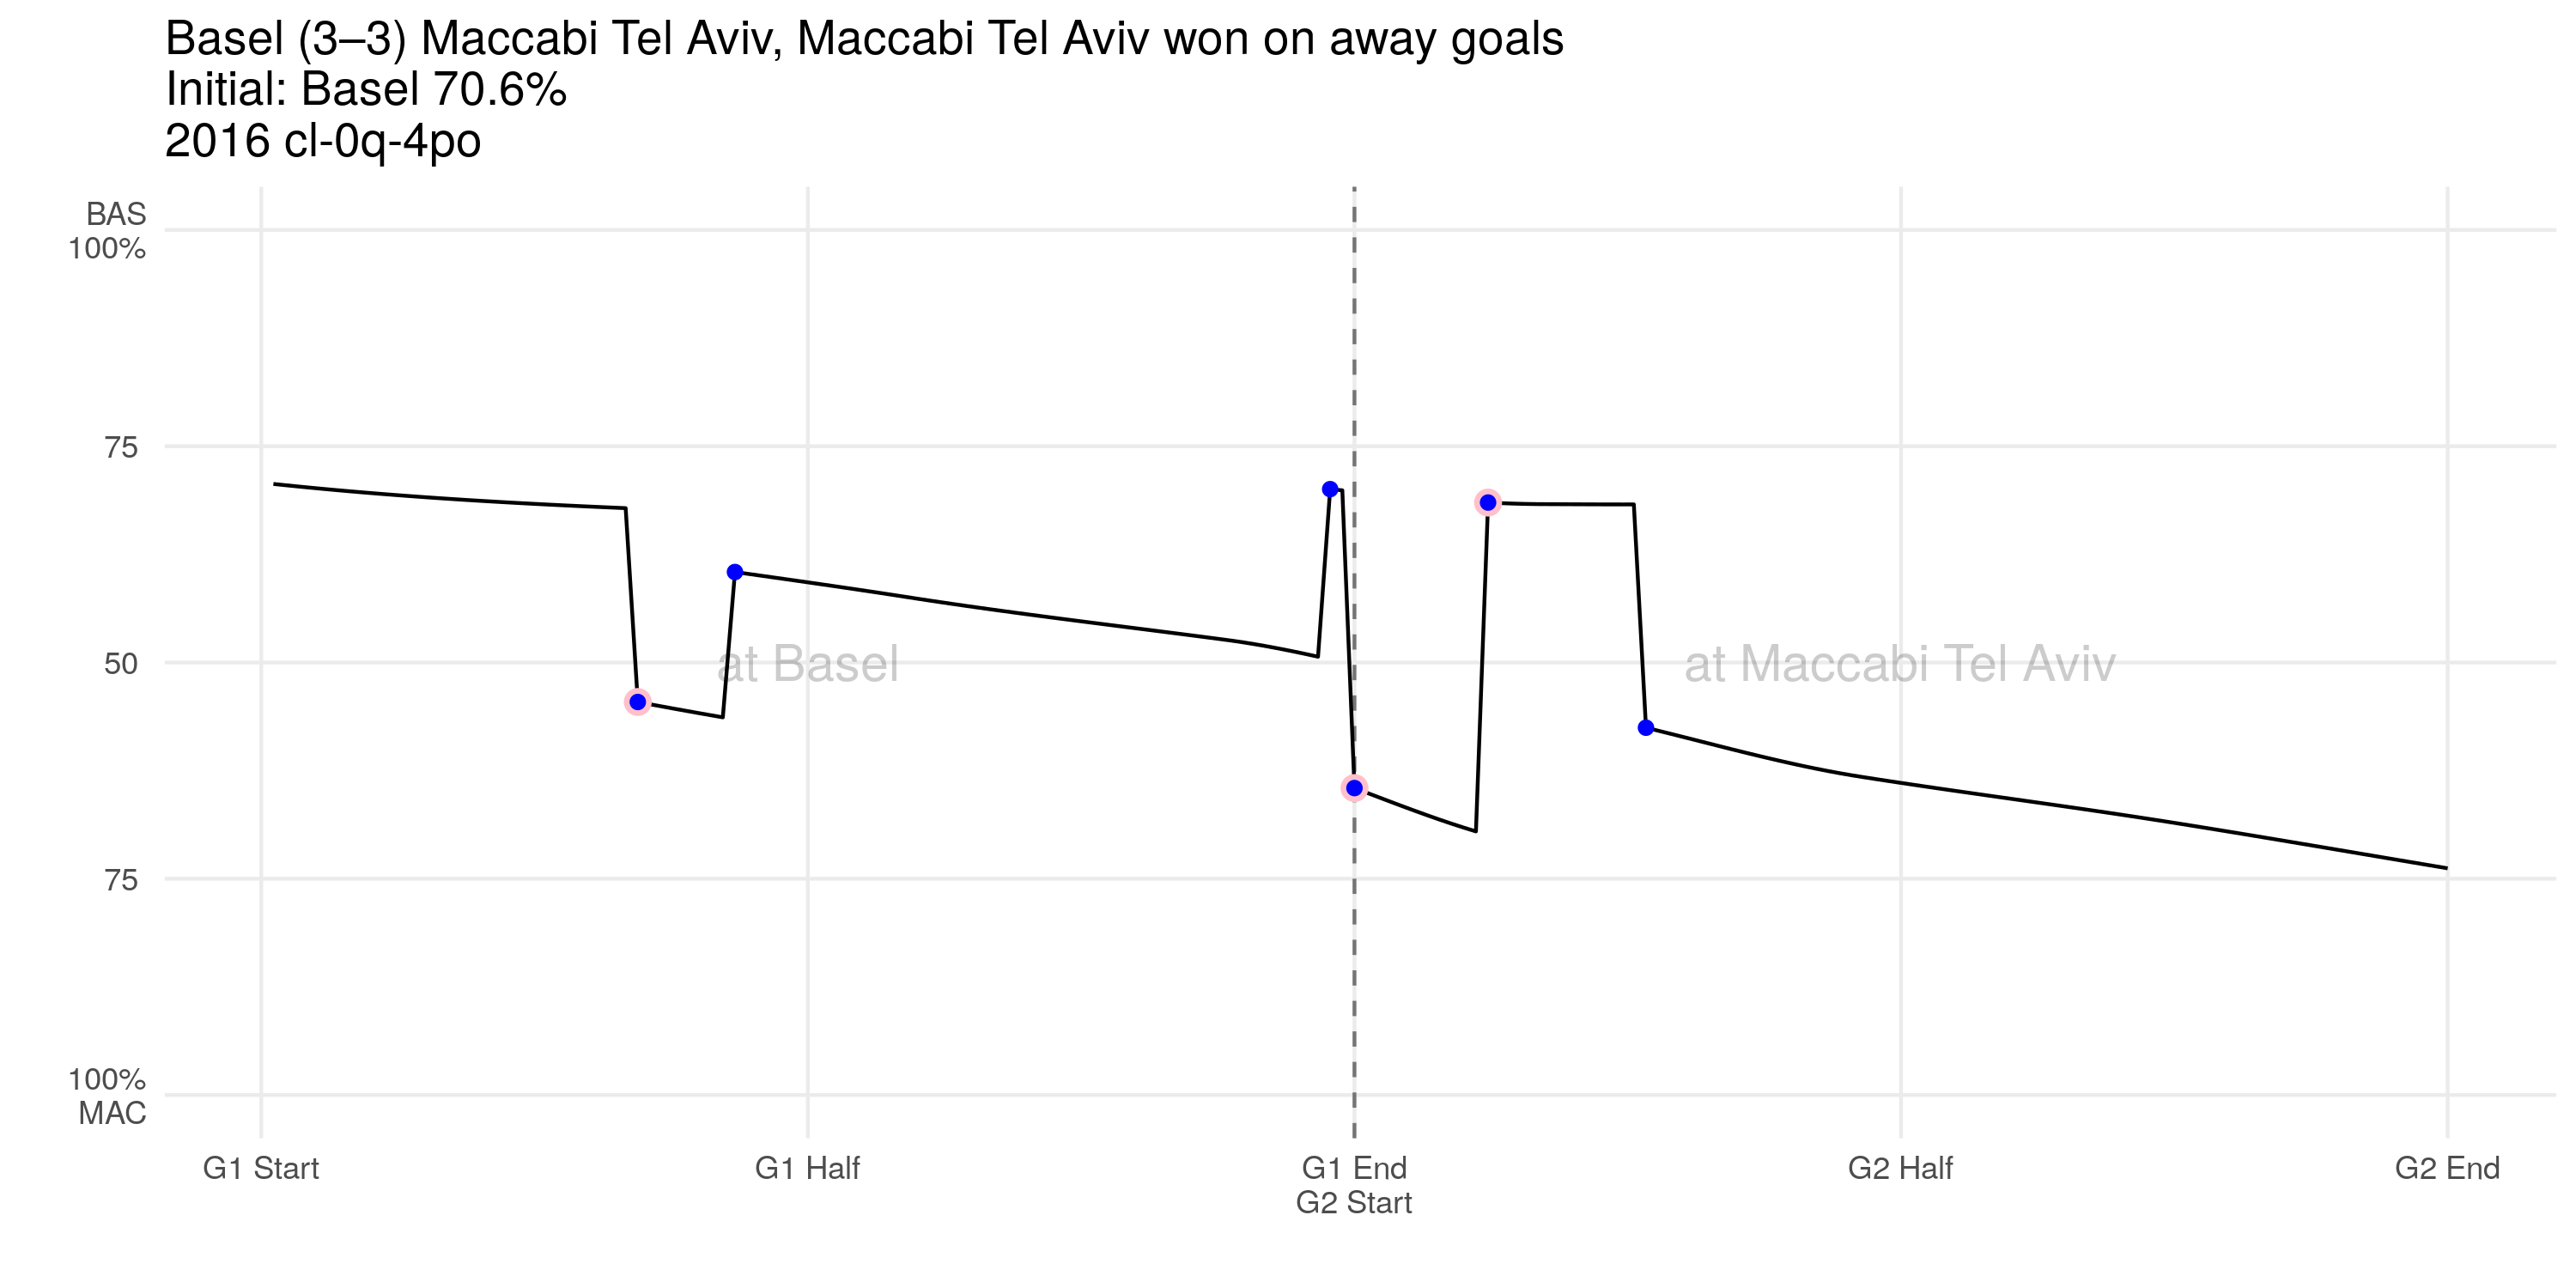 Basel (3–3) Maccabi Tel Aviv, Maccabi Tel Aviv won on away goals
Initial: Basel 70.6%
2016 cl-0q-4po
BAS
100%
75
50
75
100%
MAC
at Basel
at Maccabi Tel Aviv
G1 Start
G1 Half
G1 End
G2 Start
G2 Half
G2 End